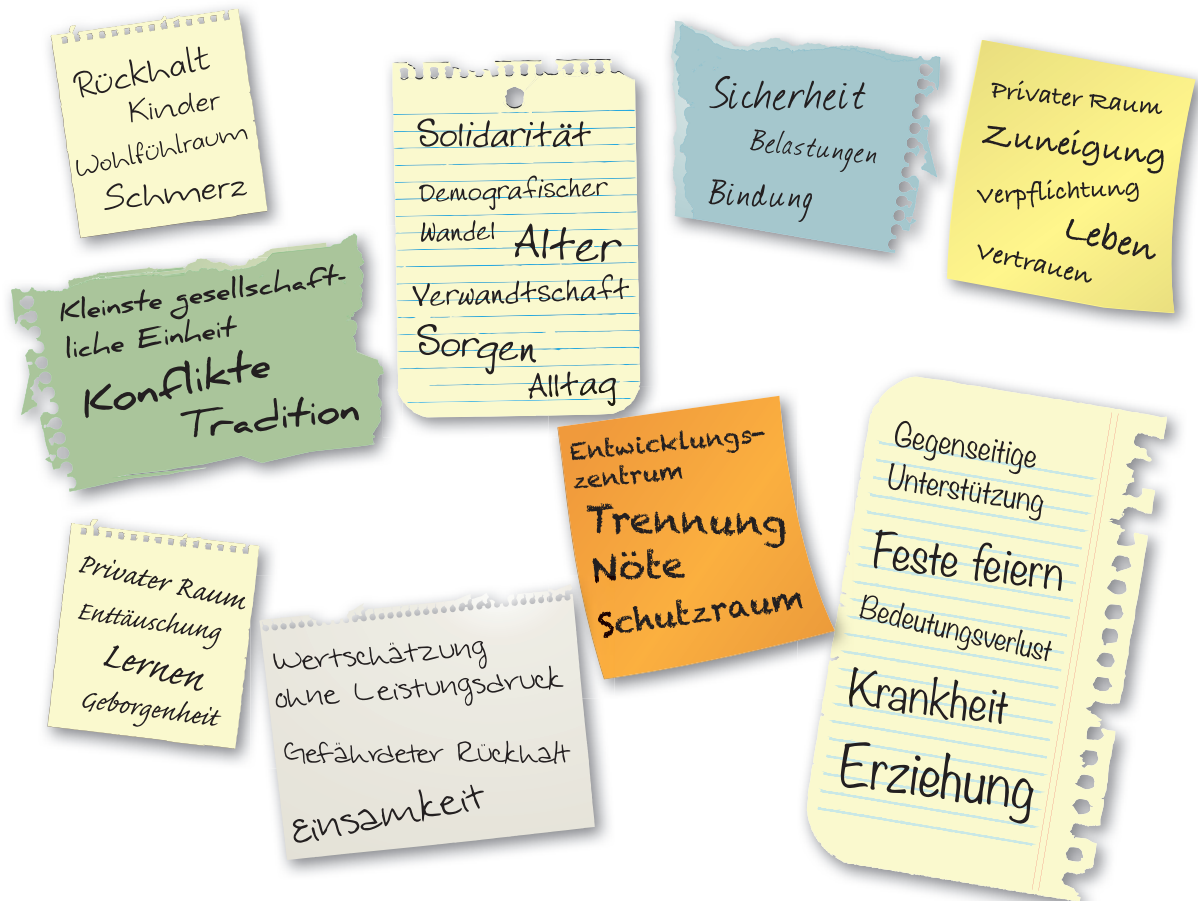 Rückhalt
Kinder
Wohlfühlraum
Schmerz
Solidarität
Demografischer
Wandel Alter
Verwandtschaft
Sorgen
Alltag
Sicherheit
Belastungen
Bindung
Privater Raum
Zuneigung
Verpflichtung
Leben
Vertrauen
Kleinste gesellschaft-
liche Einheit
Konflikte
Tradition
Entwicklungs-
zentrum
Trennung
Nöte
Schutzraum
Gegenseitige
Unterstützung
Feste feiern
Bedeutungsverlust
Krankheit
Erziehung
Privater Raum
Enttäuschung
Lernen
Geborgenheit
Wertschätzung
ohne Leistungsdruck
Gefährdeter Rückhalt
Einsamkeit